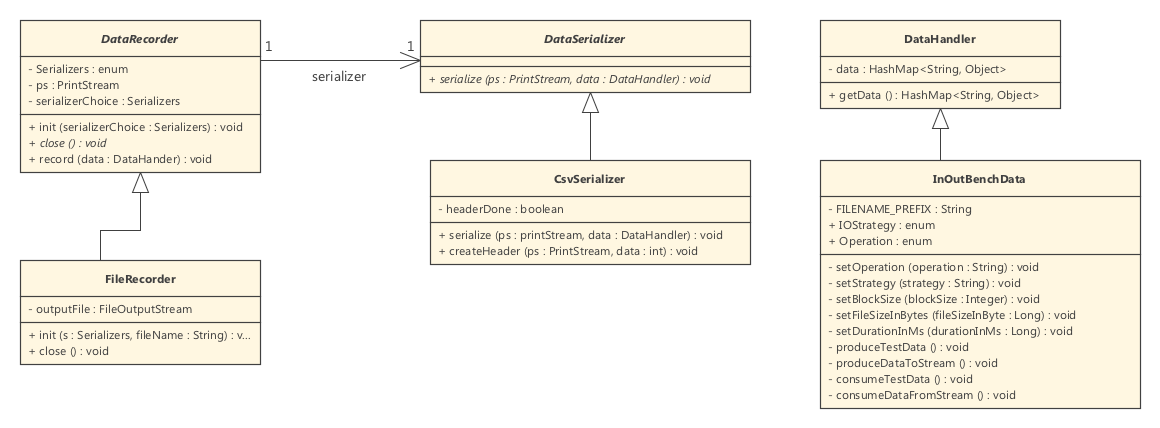 DataRecorder
- Serializers : enum
- ps : PrintStream
- serializerChoice : Serializers
+ init (serializerChoice : Serializers) : void
+ close () : void
+ record (data : DataHander) : void
1
1
serializer
DataSerializer
+ serialize (ps : PrintStream, data : DataHandler) : void
DataHandler
- data : HashMap<String, Object>
+ getData () : HashMap<String, Object>
FileRecorder
- outputFile : FileOutputStream
+ init (s : Serializers, fileName : String) : v...
+ close () : void
CsvSerializer
- headerDone : boolean
+ serialize (ps : printStream, data : DataHandler) : void
+ createHeader (ps : PrintStream, data : int) : void
InOutBenchData
- FILENAME_PREFIX : String
+ IOStrategy : enum
+ Operation : enum
- setOperation (operation : String) : void
- setStrategy (strategy : String) : void
- setBlockSize (blockSize : Integer) : void
- setFileSizeInBytes (fileSizeInByte : Long) : void
- setDurationInMs (durationInMs : Long) : void
- produceTestData () : void
- produceDataToStream () : void
- consumeTestData () : void
- consumeDataFromStream () : void